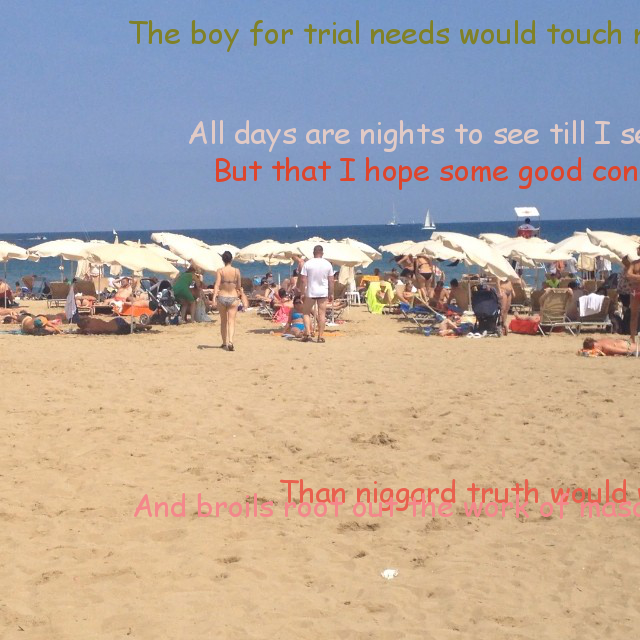 The boy for trial needs would touch
All days are nights to see till I se
But that I hope some good con
Than niggard truth would
And broils root out the work of maso